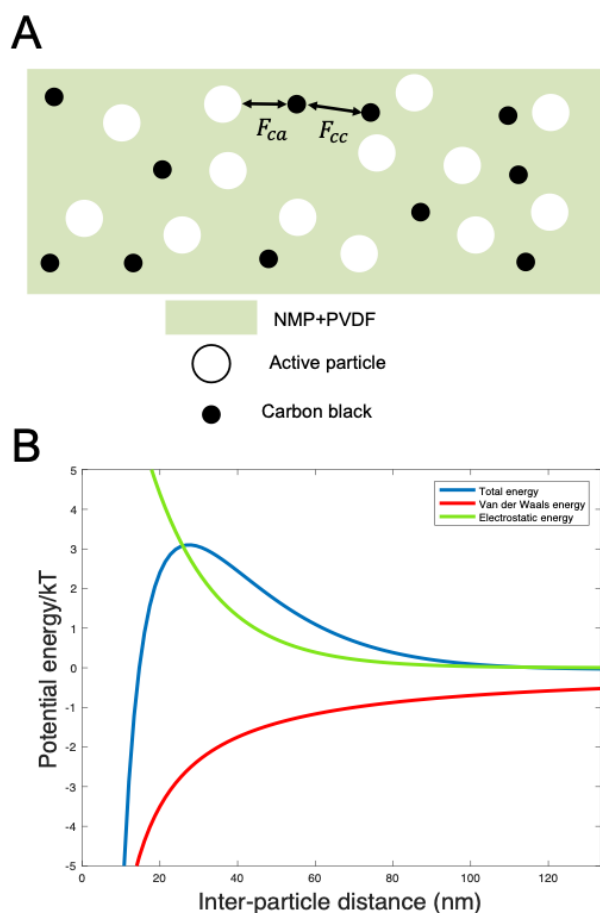 A
F_ca
F_cc
NMP+PVDF
Active particle
Carbon black
B
Total energy
Van der Waals energy
Electrostatic energy
Potential energy/kT
5
4
3
2
1
0
-1
-2
-3
-4
-5
0 20 40 60 80 100 120
Inter-particle distance (nm)